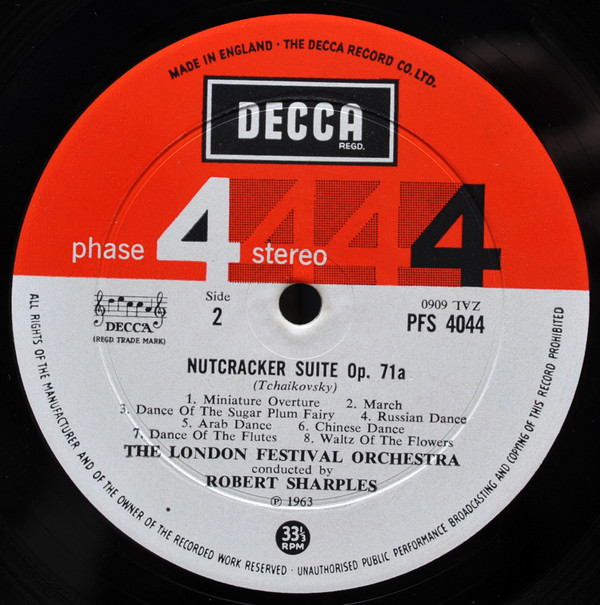 MADE IN ENGLAND · THE DECCA RECORD CO. LTD.
DECCA
REGD.
phase 4 stereo 4 4 4
DECCA
(REGD TRADE MARK)
Side
2
ZAL 6060
PFS 4044
NUTCRACKER SUITE Op. 71a
(Tchaikovsky)
1. Miniature Overture 2. March
3. Dance Of The Sugar Plum Fairy 4. Russian Dance
5. Arab Dance 6. Chinese Dance
7. Dance Of The Flutes 8. Waltz Of The Flowers
THE LONDON FESTIVAL ORCHESTRA
conducted by
ROBERT SHARPLES
℗ 1963
33⅓
RPM
ALL RIGHTS OF THE MANUFACTURER AND OF THE OWNER OF THE RECORDED WORK RESERVED · UNAUTHORISED PUBLIC PERFORMANCE BROADCASTING AND COPYING OF THIS RECORD PROHIBITED